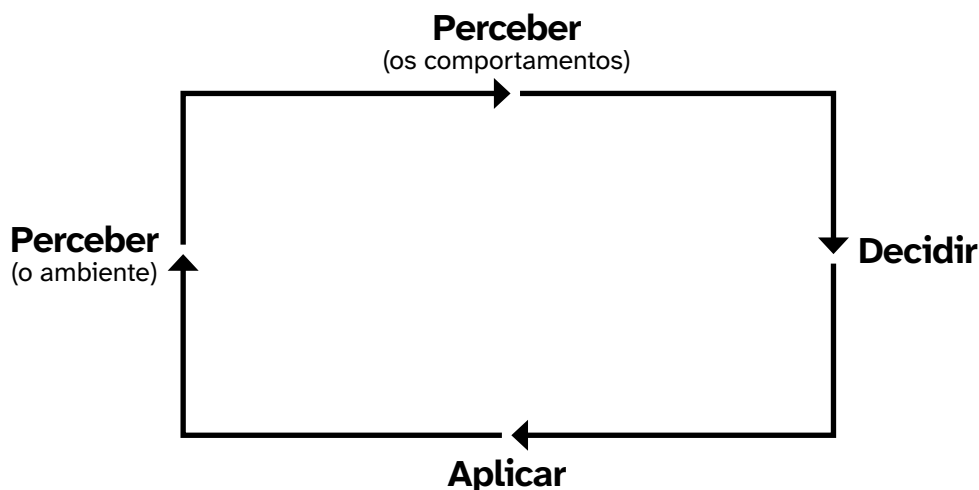 Perceber
(os comportamentos)
Perceber
(o ambiente)
Decidir
Aplicar